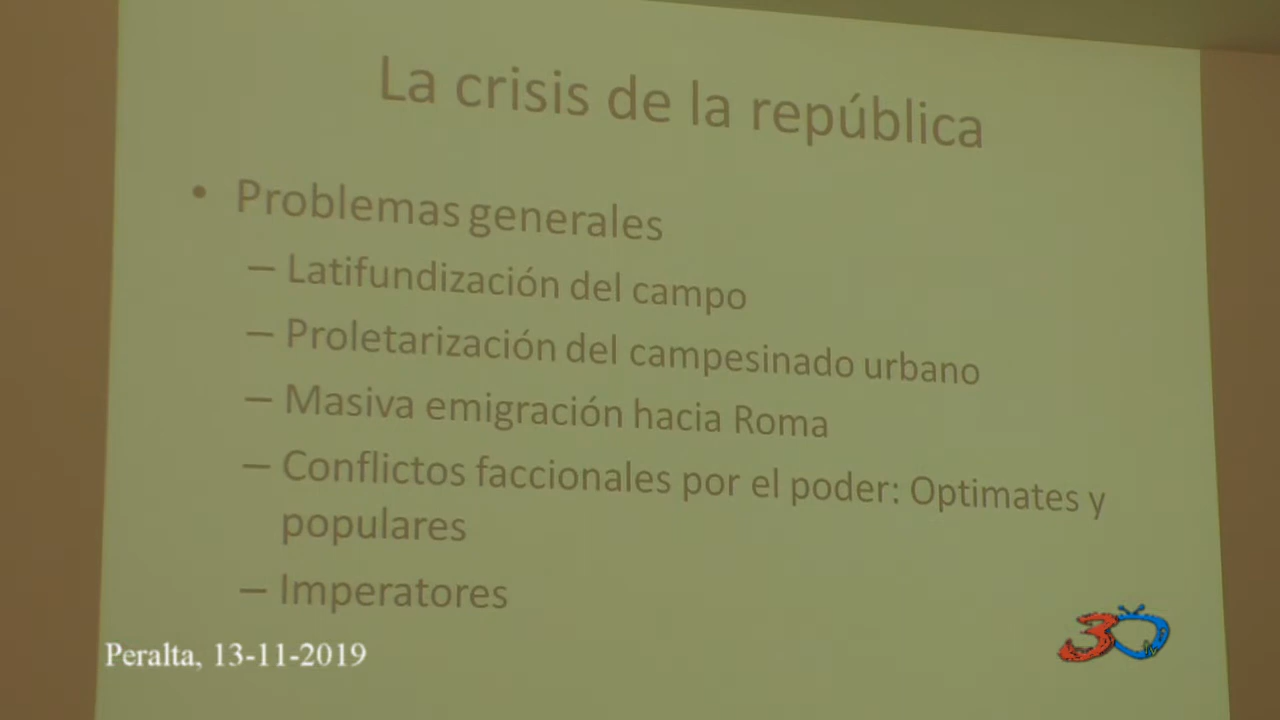 La crisis de la república
• Problemas generales
– Latifundización del campo
– Proletarización del campesinado urbano
– Masiva emigración hacia Roma
– Conflictos faccionales por el poder: Optimates y
populares
– Imperatores
Peralta, 13-11-2019
3